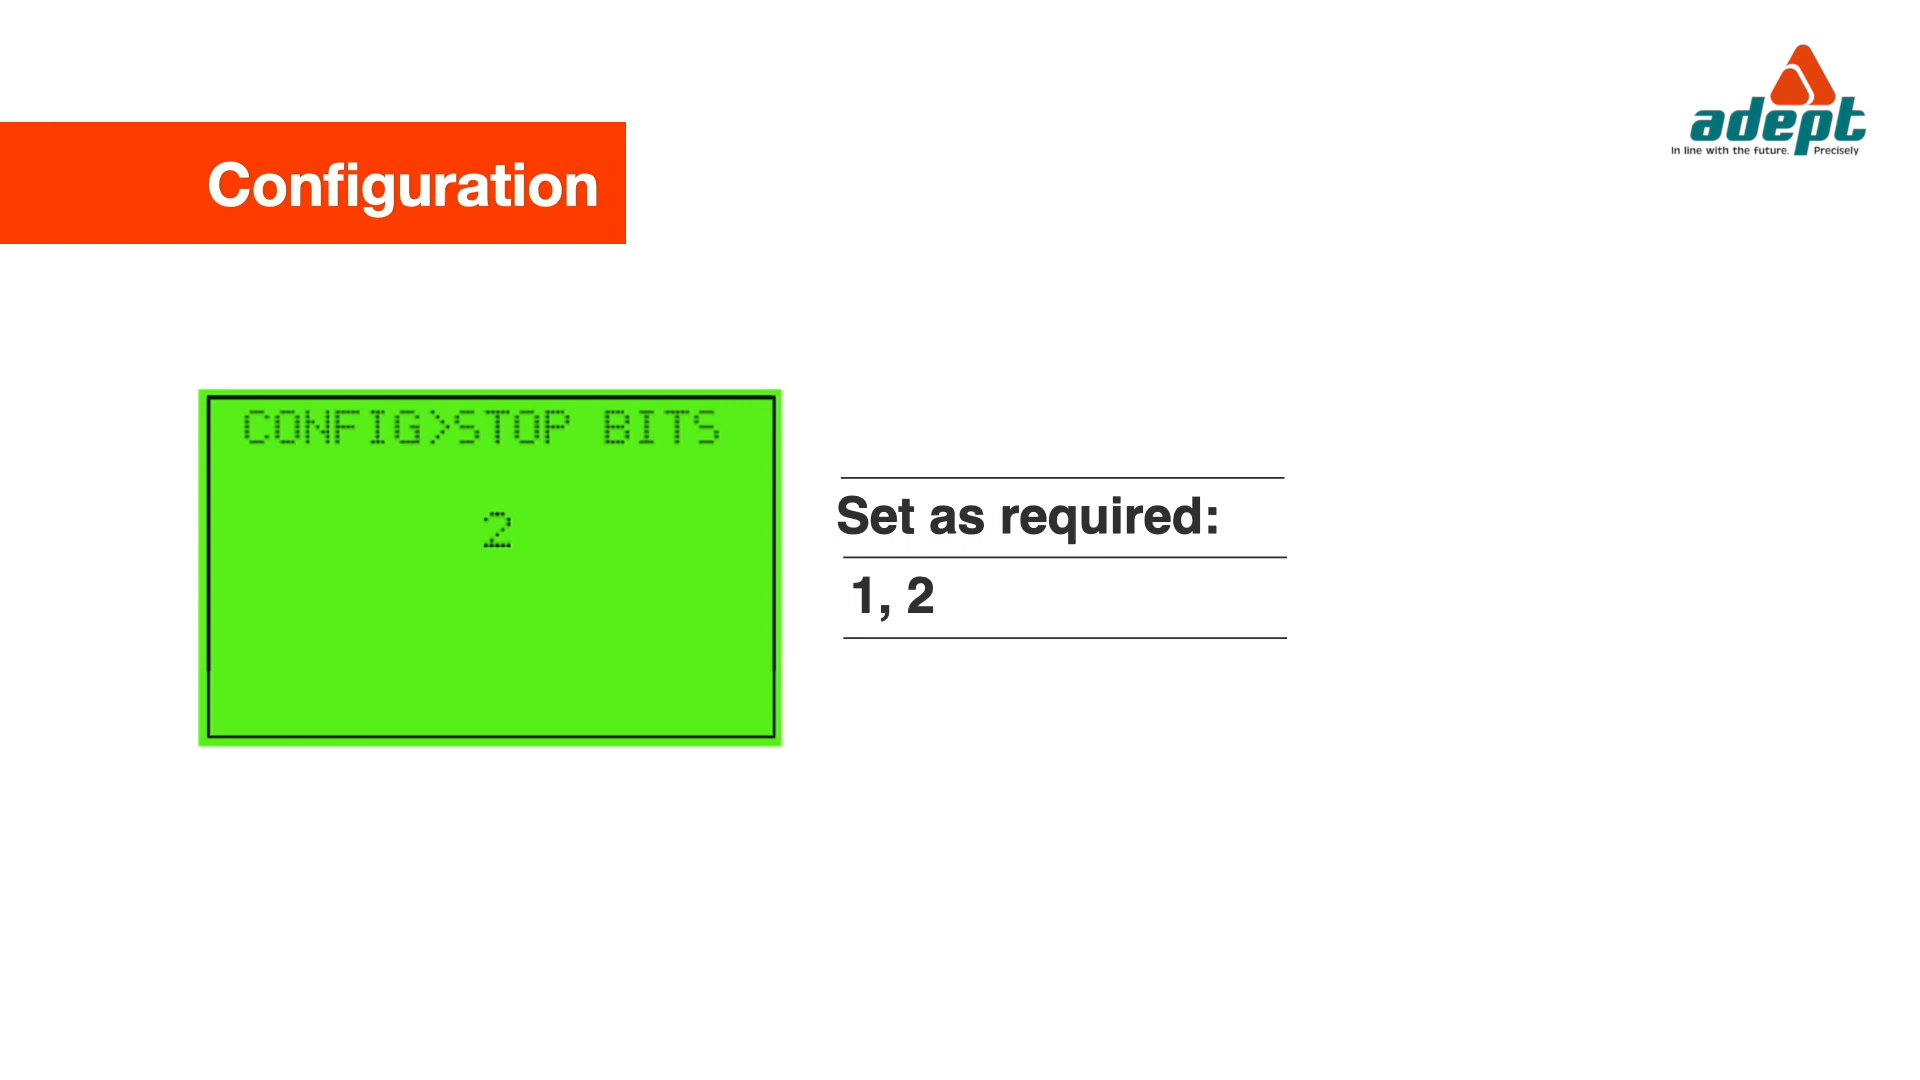 adept
In line with the future. Precisely
Configuration
CONFIG>STOP BITS
2
Set as required:
1, 2